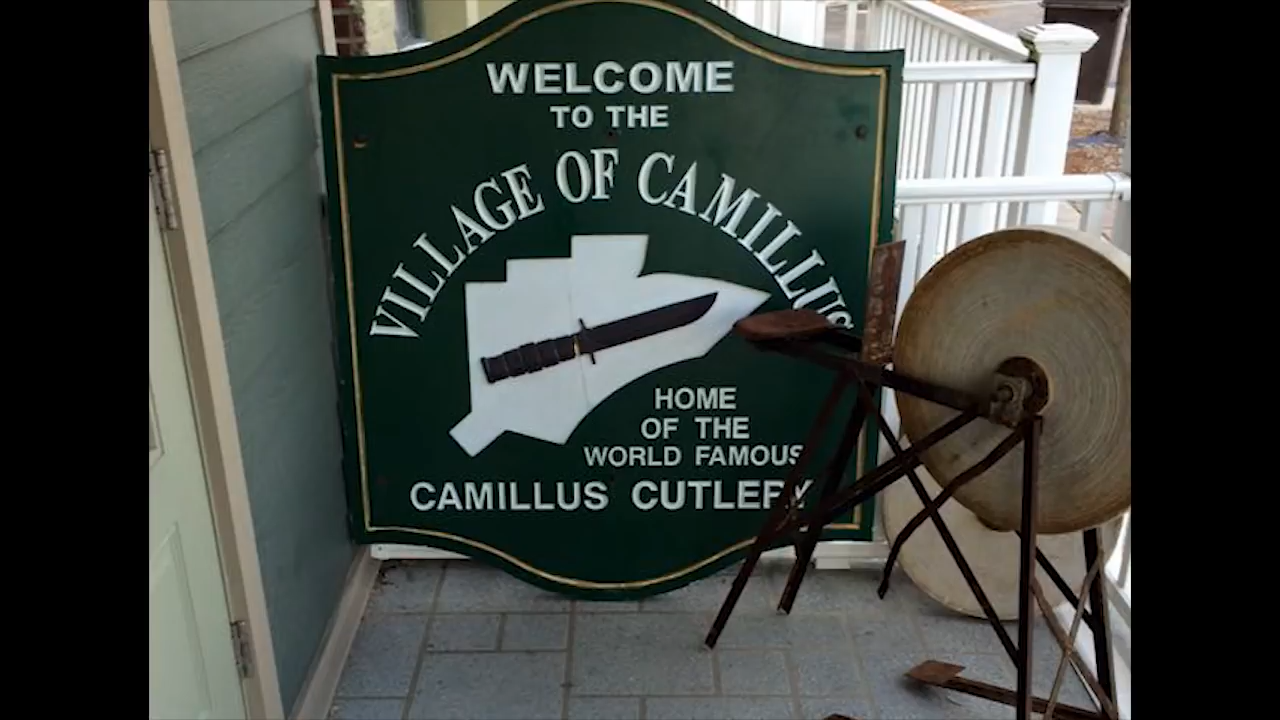 WELCOME
TO THE
VILLAGE OF CAMILLUS
HOME
OF THE
WORLD FAMOUS
CAMILLUS CUTLERY